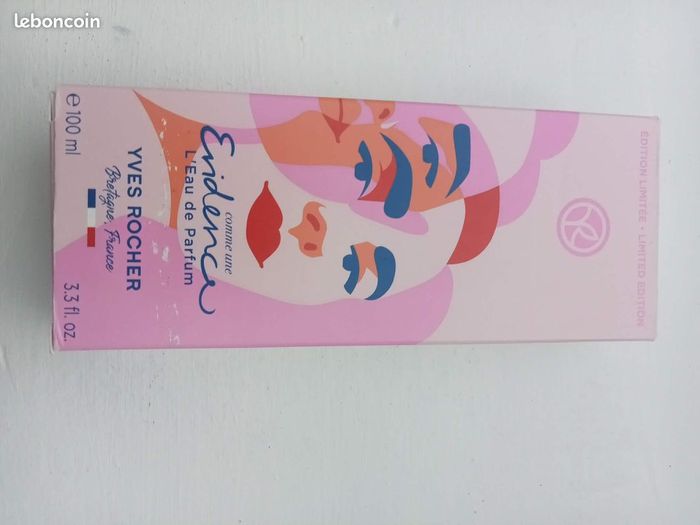 leboncoin
ÉDITION LIMITÉE • LIMITED EDITION
comme une
Evidence
L'Eau de Parfum
YVES ROCHER
Bretagne, France
e 100 ml
3.3 fl. oz.